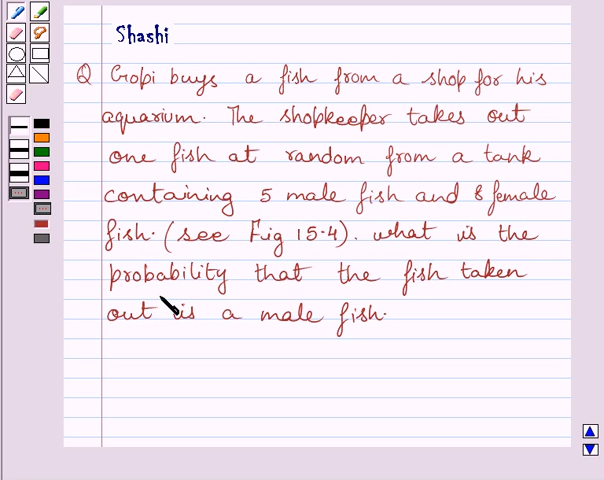 Shashi
Q Gopi buys a fish from a shop for his
aquarium. The shopkeeper takes out
one fish at random from a tank
containing 5 male fish and 8 female
fish. (see Fig 15.4). what is the
probability that the fish taken
out is a male fish.